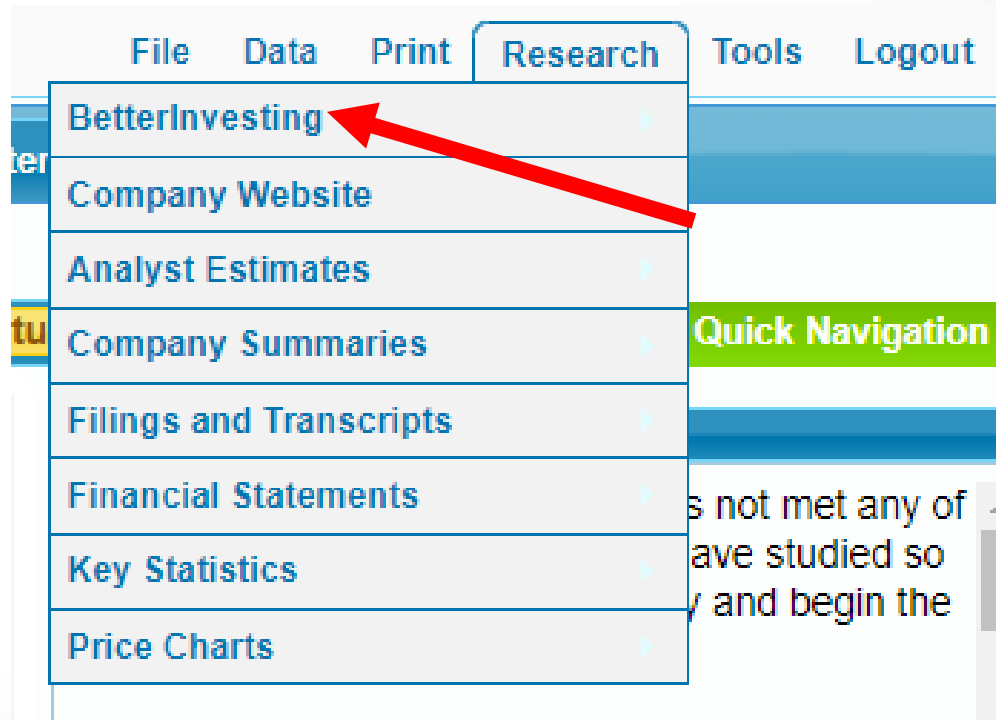 File Data Print Research Tools Logout
BetterInvesting
Company Website
Analyst Estimates
Company Summaries
Quick Navigation
Filings and Transcripts
Financial Statements
not met any of
Key Statistics
studied so
and begin the
Price Charts